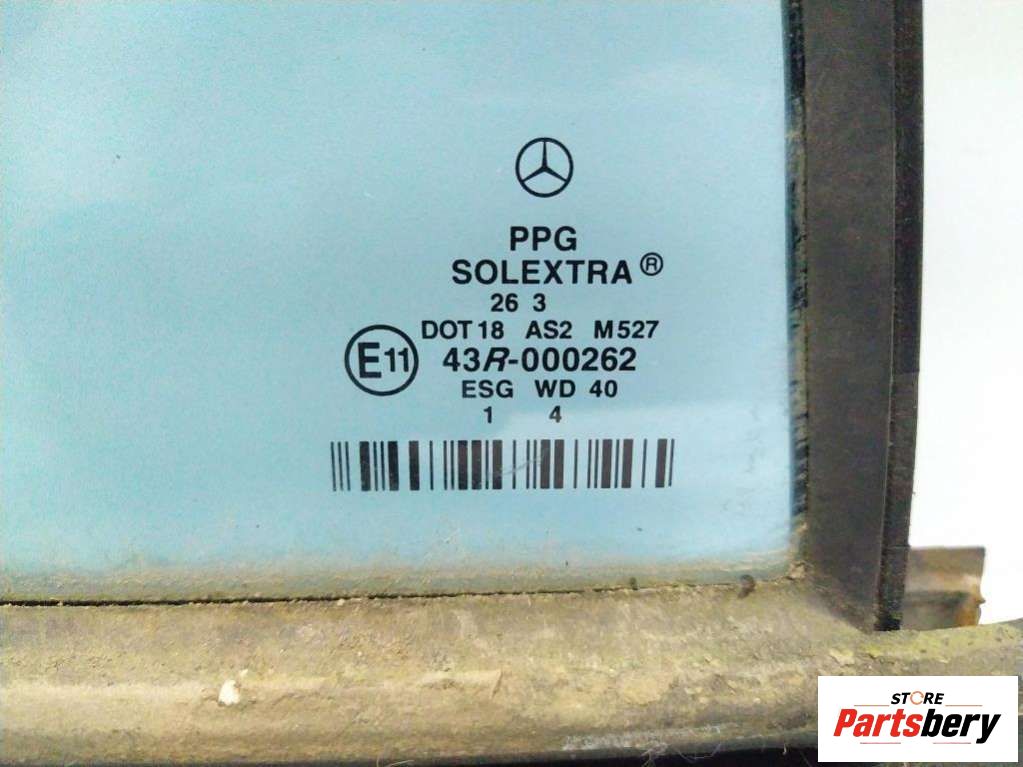 PPG
SOLEXTRA®
26 3
DOT 18 AS2 M527
E11 43R-000262
ESG WD 40
1 4
STORE
Partsbery